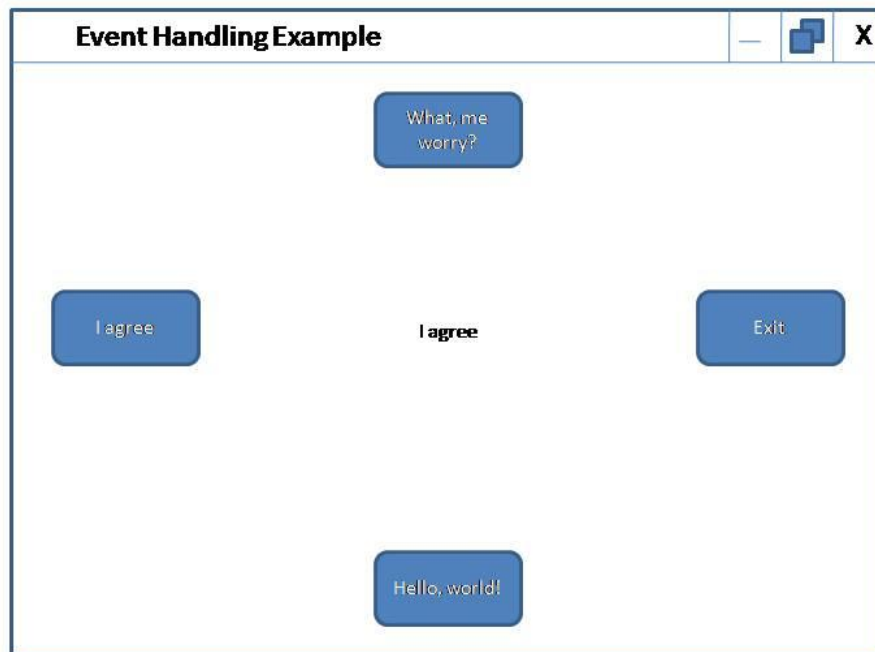 Event Handling Example
X
What, me
worry?
I agree
I agree
Exit
Hello, world!